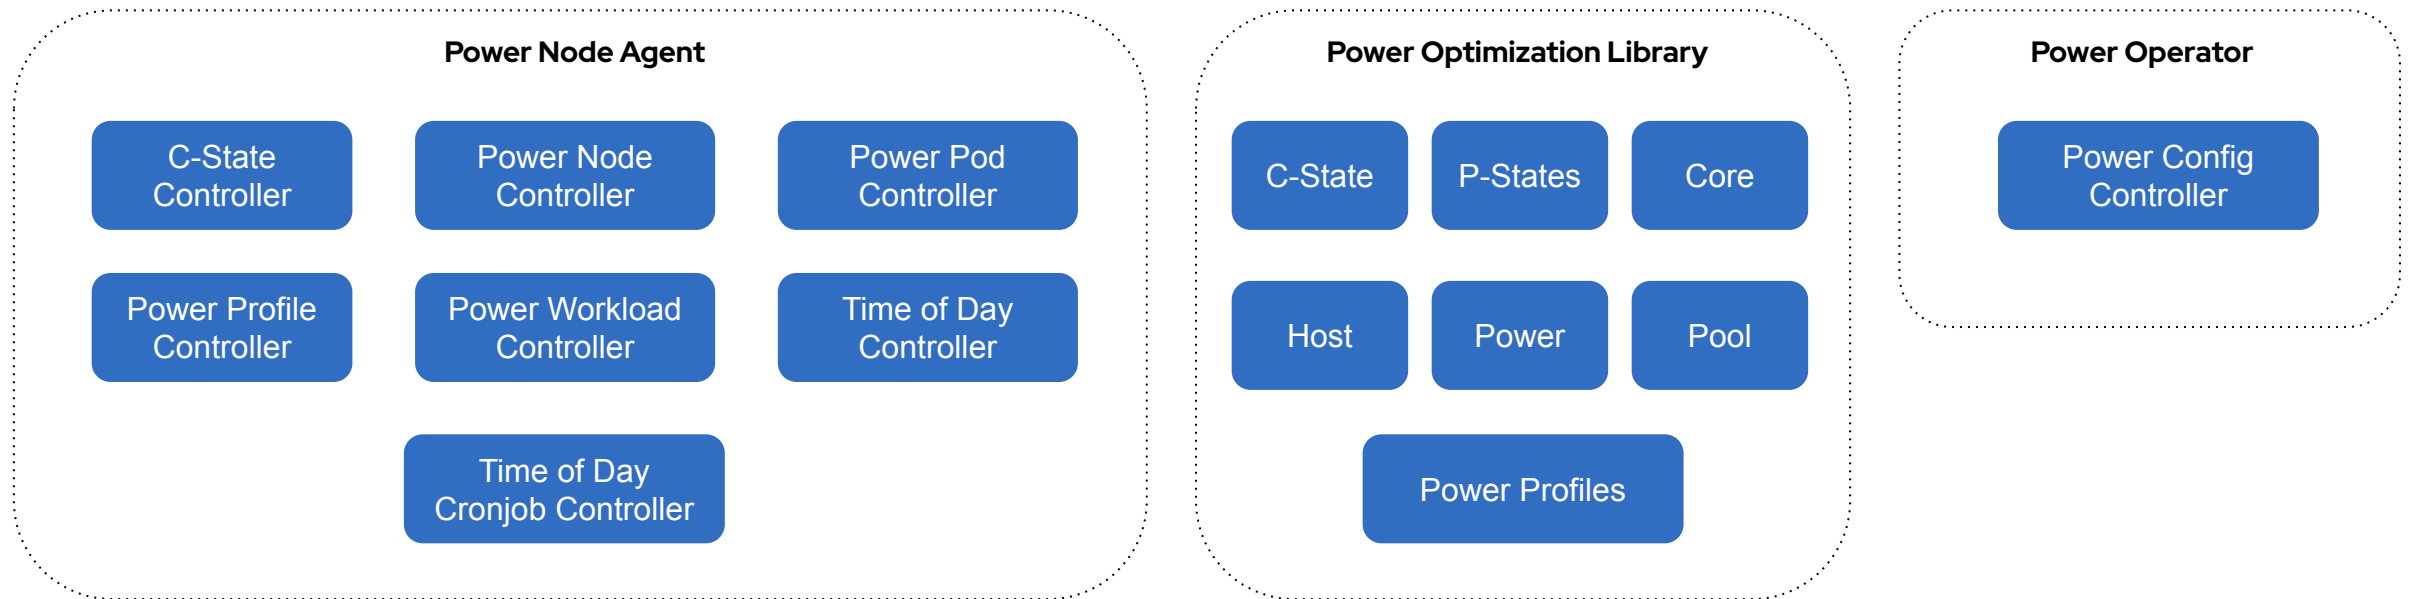 Power Node Agent
C-State
Controller
Power Node
Controller
Power Pod
Controller
Power Profile
Controller
Power Workload
Controller
Time of Day
Controller
Time of Day
Cronjob Controller
Power Optimization Library
C-State
P-States
Core
Host
Power
Pool
Power Profiles
Power Operator
Power Config
Controller